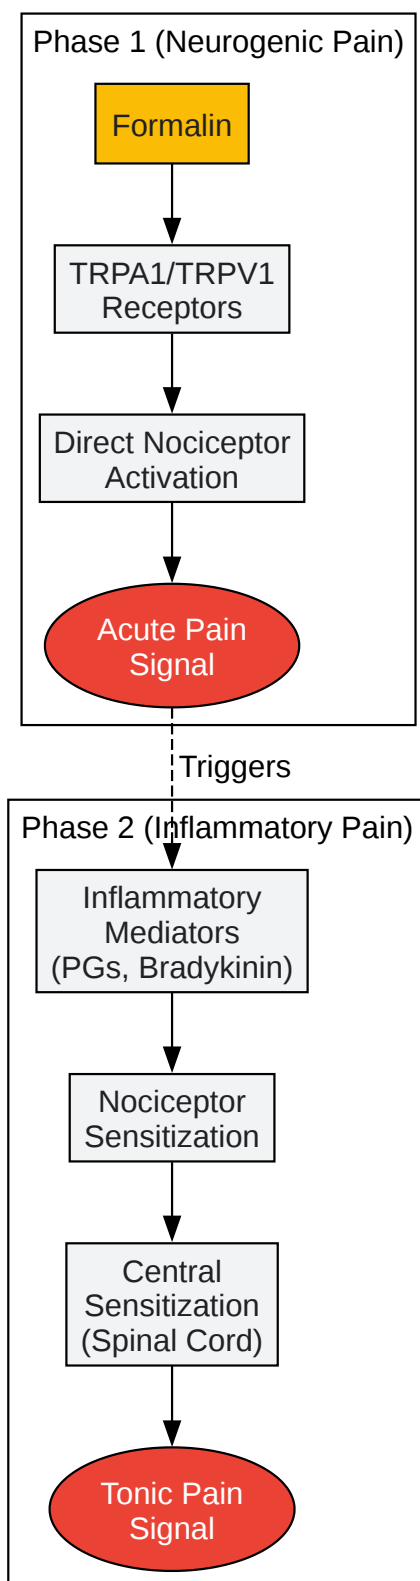 Phase 1 (Neurogenic Pain)
Formalin
TRPA1/TRPV1
Receptors
Direct Nociceptor
Activation
Acute Pain
Signal
Triggers
Phase 2 (Inflammatory Pain)
Inflammatory
Mediators
(PGs, Bradykinin)
Nociceptor
Sensitization
Central
Sensitization
(Spinal Cord)
Tonic Pain
Signal